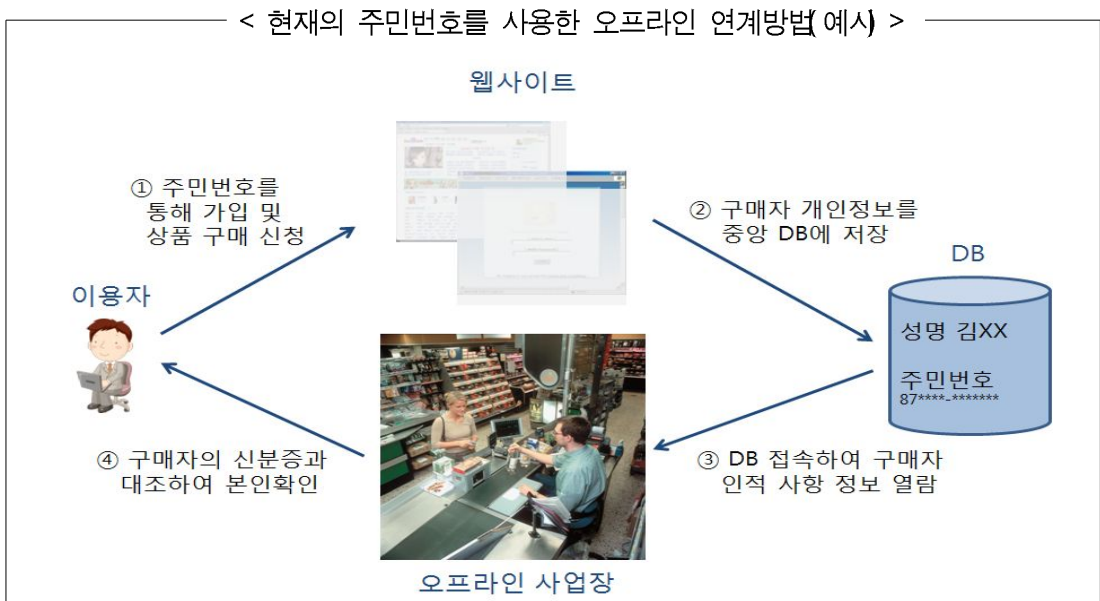 < 현재의 주민번호를 사용한 오프라인 연계방법(예시) >
웹사이트
① 주민번호를
통해 가입 및
상품 구매 신청
② 구매자 개인정보를
중앙 DB에 저장
DB
이용자
성명 김XX
주민번호
87****-*******
④ 구매자의 신분증과
대조하여 본인확인
③ DB 접속하여 구매자
인적 사항 정보 열람
오프라인 사업장